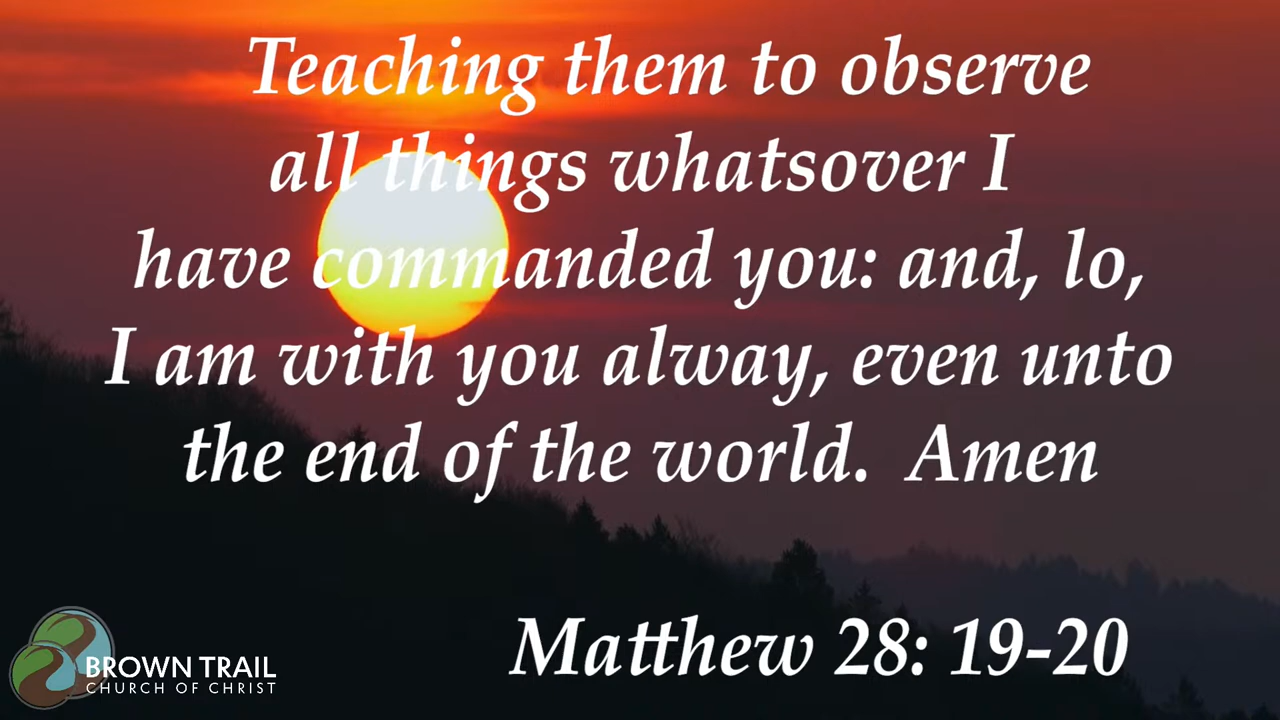 Teaching them to observe
all things whatsover I
have commanded you: and, lo,
I am with you alway, even unto
the end of the world.  Amen
Matthew 28: 19-20
BROWN TRAIL
CHURCH OF CHRIST